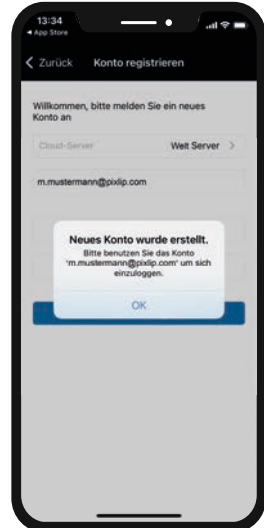 13:34
◀ App Store
Zurück Konto registrieren
Willkommen, bitte melden Sie ein neues
Konto an
Cloud-Server Welt Server
m.mustermann@pixlip.com
Neues Konto wurde erstellt.
Bitte benutzen Sie das Konto
'm.mustermann@pixlip.com' um sich
einzuloggen.
OK